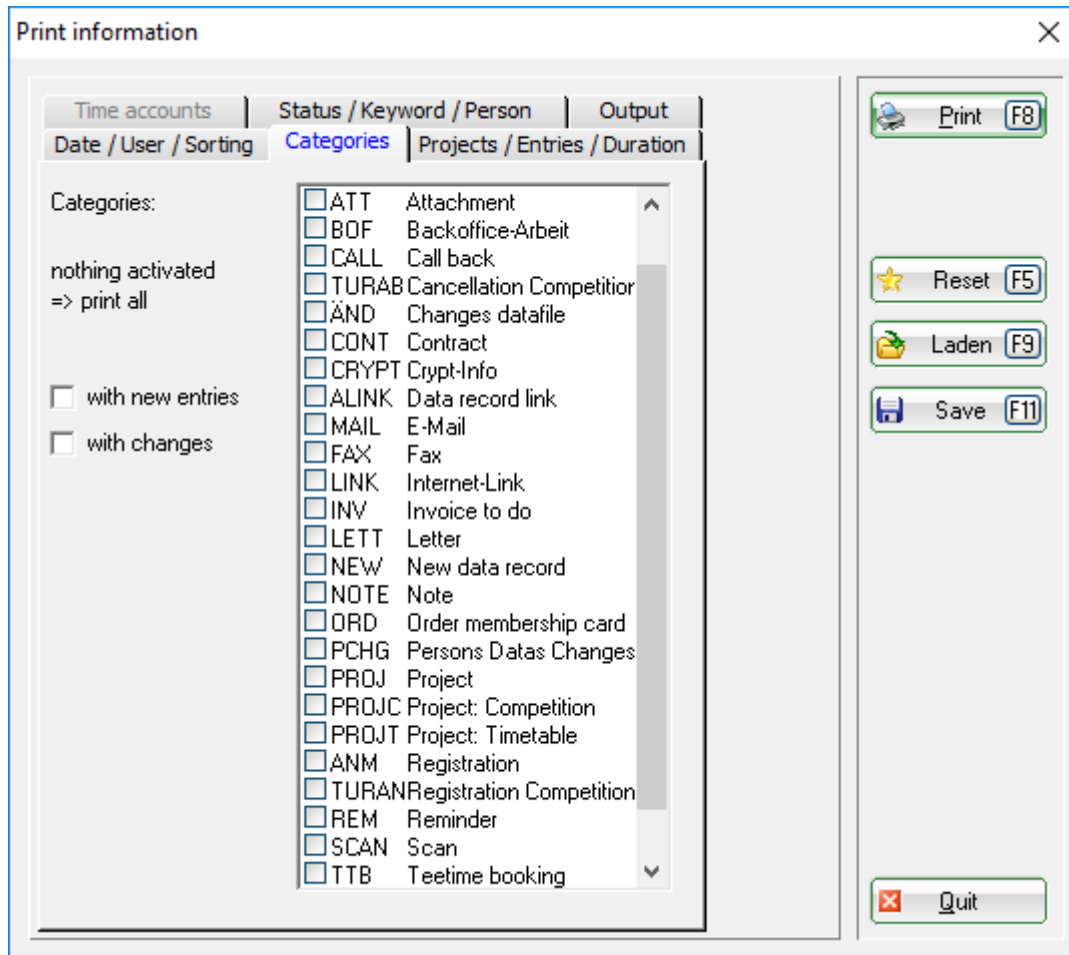 Print information
Time accounts Status / Keyword / Person Output
Date / User / Sorting Categories Projects / Entries / Duration
Categories:
nothing activated
=> print all
with new entries
with changes
ATT Attachment
BOF Backoffice-Arbeit
CALL Call back
TURAB Cancellation Competition
ÄND Changes datafile
CONT Contract
CRYPT Crypt-Info
ALINK Data record link
MAIL E-Mail
FAX Fax
LINK Internet-Link
INV Invoice to do
LETT Letter
NEW New data record
NOTE Note
ORD Order membership card
PCHG Persons Datas Changes
PROJ Project
PROJC Project: Competition
PROJT Project: Timetable
ANM Registration
TURAN Registration Competition
REM Reminder
SCAN Scan
TTB Teetime booking
Print F8
Reset F5
Laden F9
Save F11
Quit